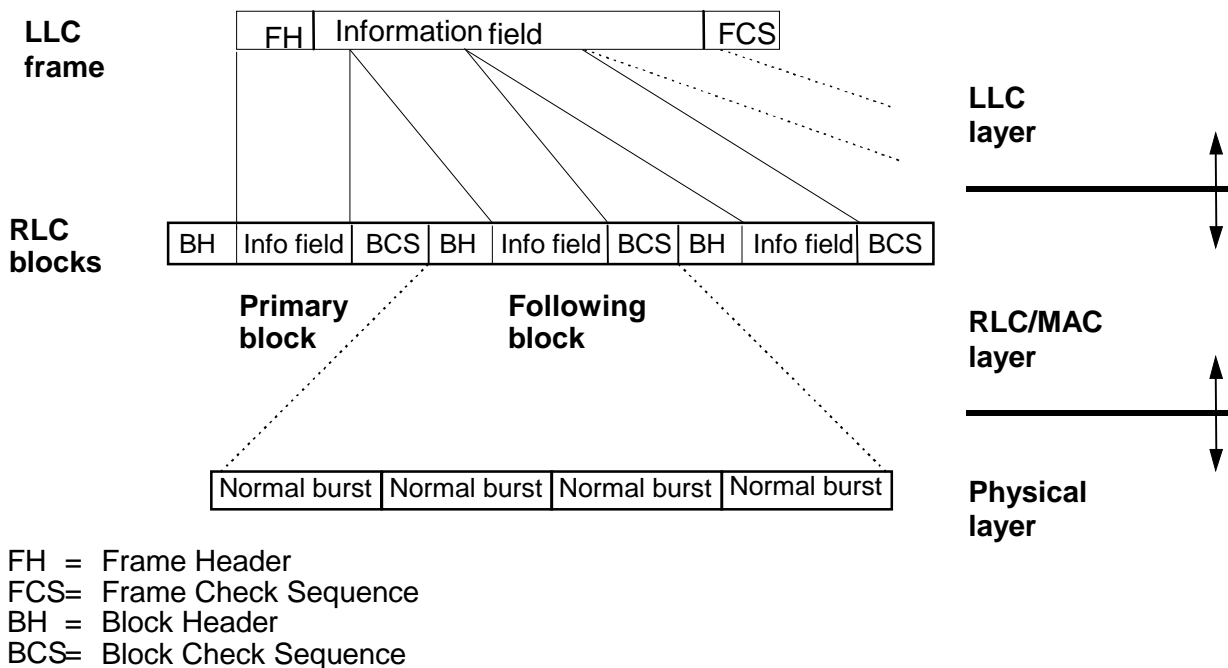 LLC
frame
FH Information field FCS
LLC
layer
RLC
blocks
BH Info field BCS BH Info field BCS BH Info field BCS
Primary
block
Following
block
RLC/MAC
layer
Normal burst Normal burst Normal burst Normal burst
Physical
layer
FH = Frame Header
FCS= Frame Check Sequence
BH = Block Header
BCS= Block Check Sequence